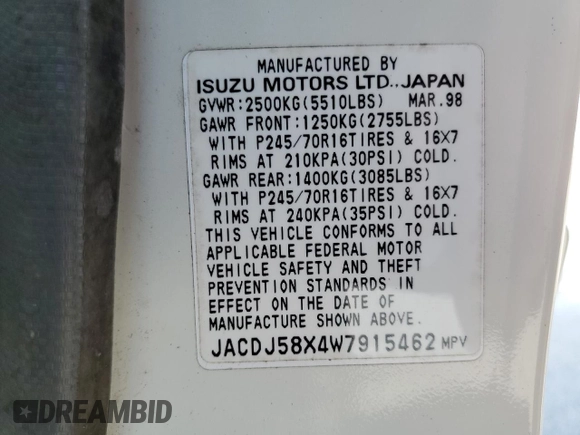 MANUFACTURED BY
ISUZU MOTORS LTD., JAPAN
GVWR:2500KG(5510LBS) MAR.98
GAWR FRONT:1250KG(2755LBS)
WITH P245/70R16TIRES & 16X7
RIMS AT 210KPA(30PSI) COLD.
GAWR REAR:1400KG(3085LBS)
WITH P245/70R16TIRES & 16X7
RIMS AT 240KPA(35PSI) COLD.
THIS VEHICLE CONFORMS TO ALL
APPLICABLE FEDERAL MOTOR
VEHICLE SAFETY AND THEFT
PREVENTION STANDARDS IN
EFFECT ON THE DATE OF
MANUFACTURE SHOWN ABOVE.
JACDJ58X4W7915462 MPV
DREAMBID